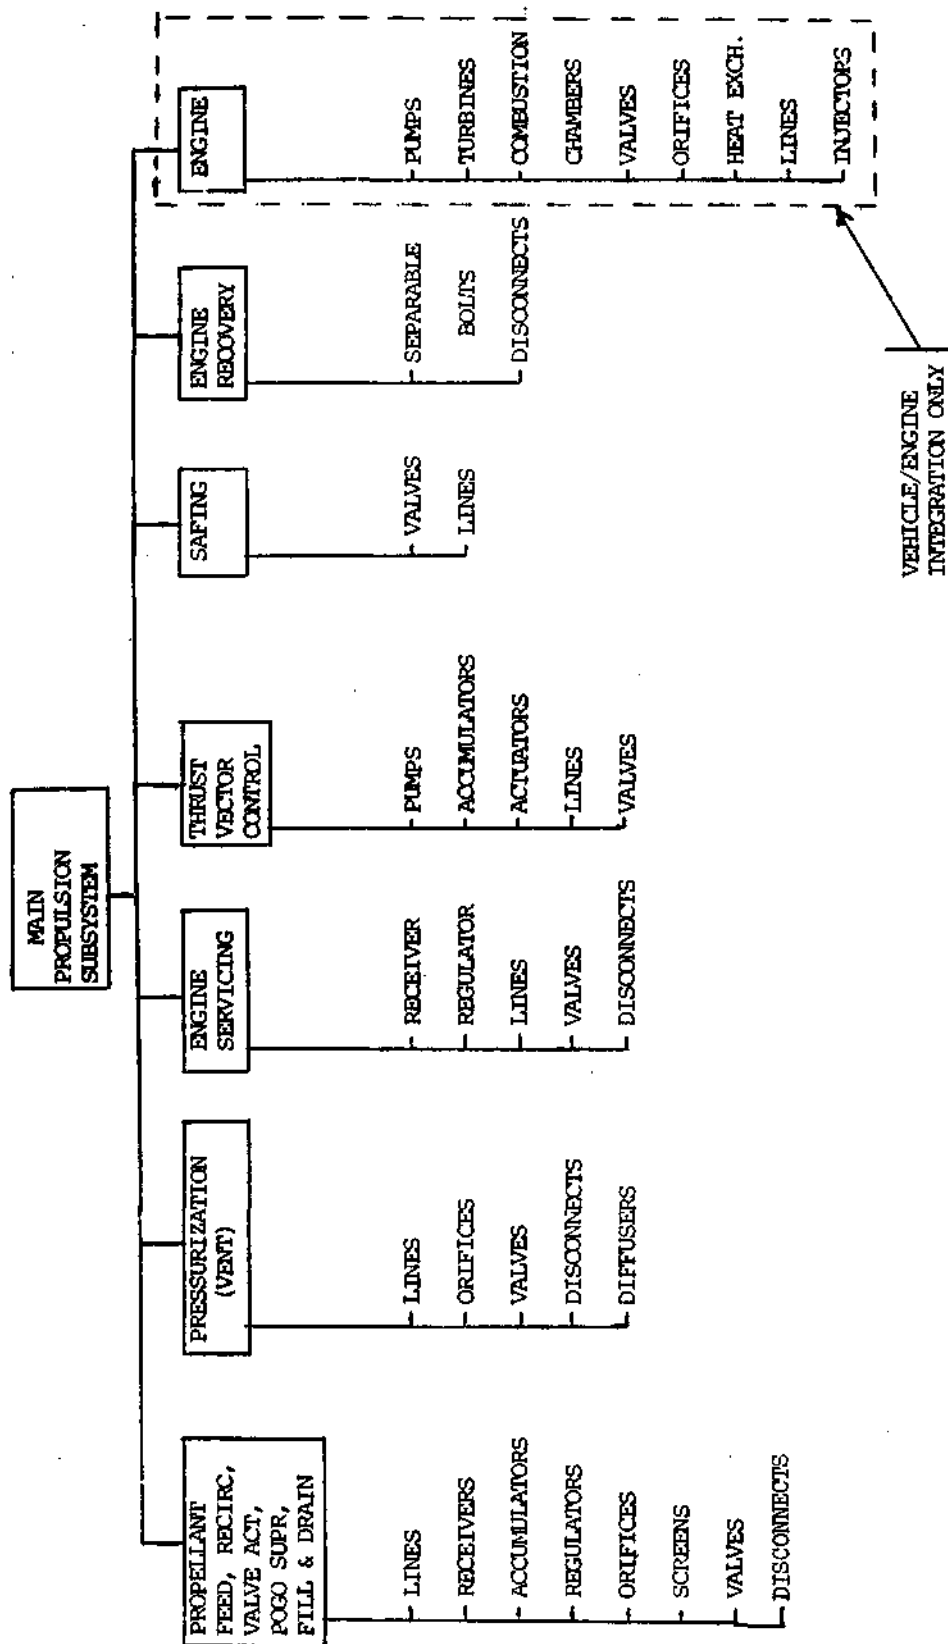 MAIN
PROPULSION
SUBSYSTEM
PROPELLANT
FEED, RECIRC,
VALVE ACT,
POGO SUPR,
FILL & DRAIN
LINES
RECEIVERS
ACCUMULATORS
REGULATORS
ORIFICES
SCREENS
VALVES
DISCONNECTS
PRESSURIZATION
(VENT)
LINES
ORIFICES
VALVES
DISCONNECTS
DIFFUSERS
ENGINE
SERVICING
RECEIVER
REGULATOR
LINES
VALVES
DISCONNECTS
THRUST
VECTOR
CONTROL
PUMPS
ACCUMULATORS
ACTUATORS
LINES
VALVES
SAFING
VALVES
LINES
ENGINE
RECOVERY
SEPARABLE
BOLTS
DISCONNECTS
ENGINE
PUMPS
TURBINES
COMBUSTION
CHAMBERS
VALVES
ORIFICES
HEAT EXCH.
LINES
INJECTORS
VEHICLE/ENGINE
INTEGRATION ONLY